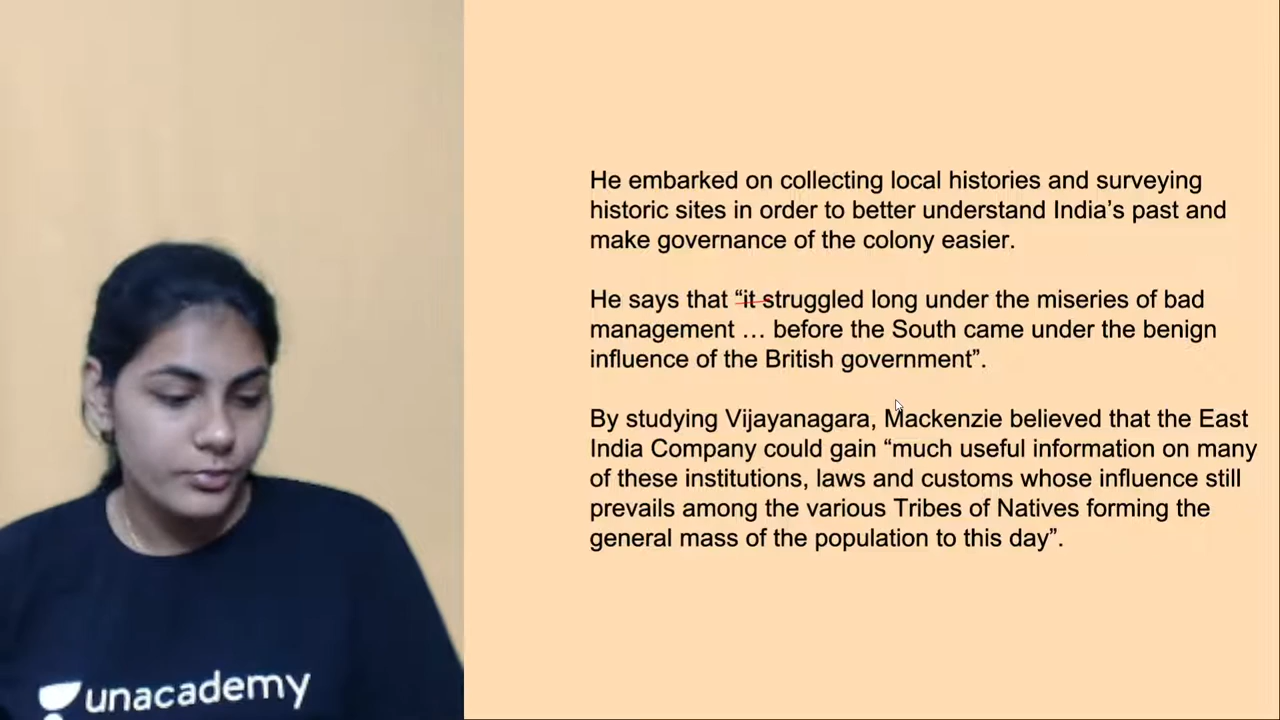 He embarked on collecting local histories and surveying
historic sites in order to better understand India’s past and
make governance of the colony easier.
He says that “it struggled long under the miseries of bad
management … before the South came under the benign
influence of the British government”.
By studying Vijayanagara, Mackenzie believed that the East
India Company could gain “much useful information on many
of these institutions, laws and customs whose influence still
prevails among the various Tribes of Natives forming the
general mass of the population to this day”.
unacademy